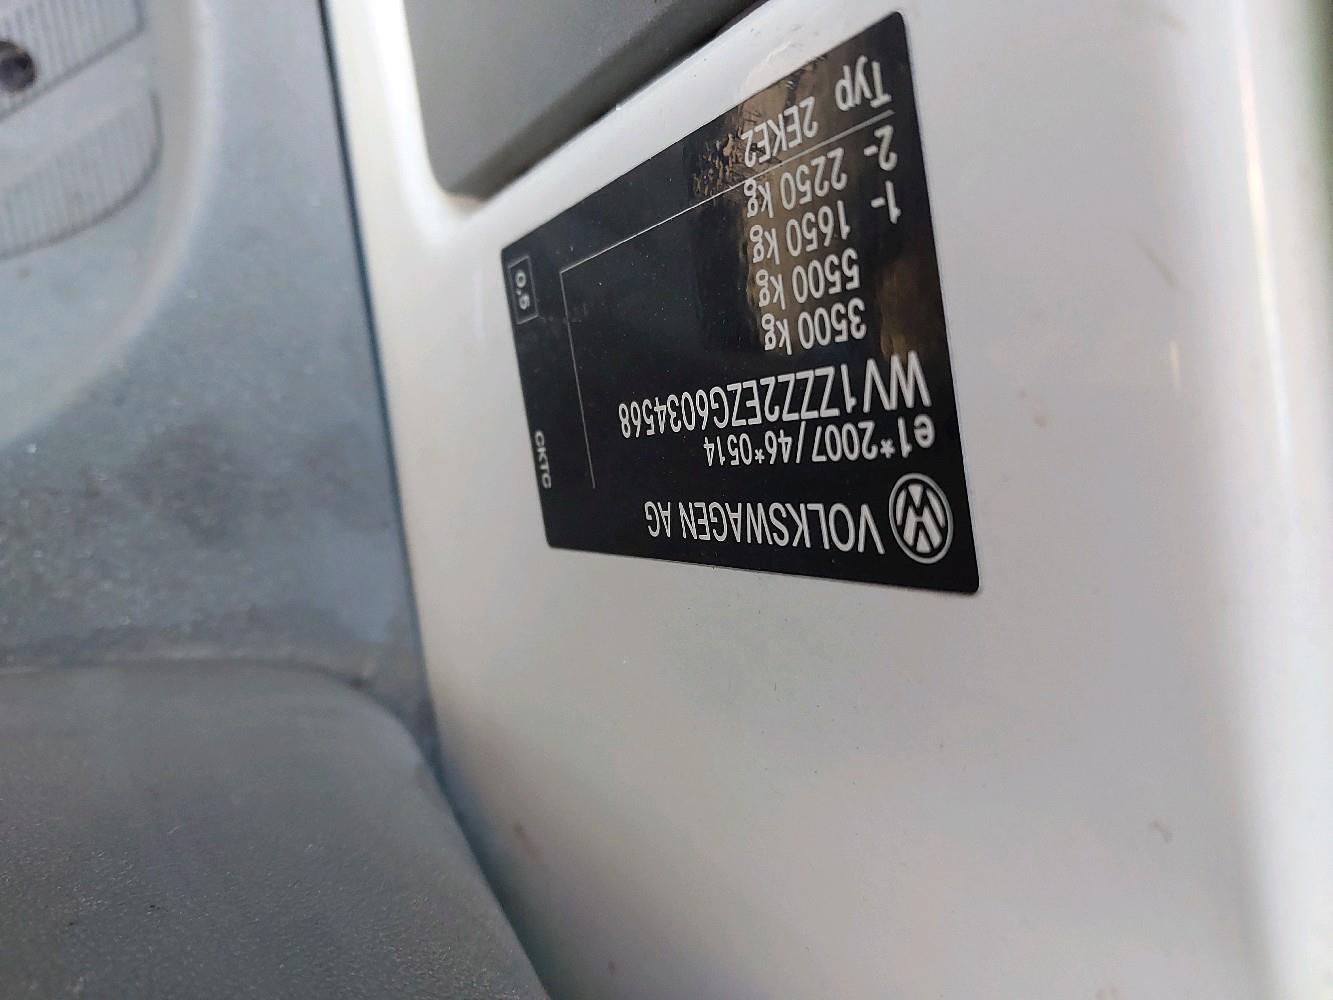 VOLKSWAGEN AG
e1*2007/46*0514
WV1ZZZ2EZG6034568
3500 kg
5500 kg
1- 1650 kg
2- 2250 kg
Typ 2EKE2
CKTC
0,5